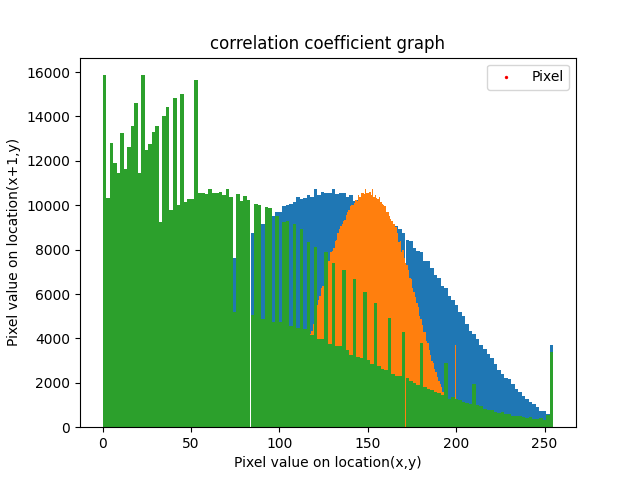 correlation coefficient graph
Pixel
16000
14000
12000
10000
8000
6000
4000
2000
0
Pixel value on location(x+1,y)
0 50 100 150 200 250
Pixel value on location(x,y)